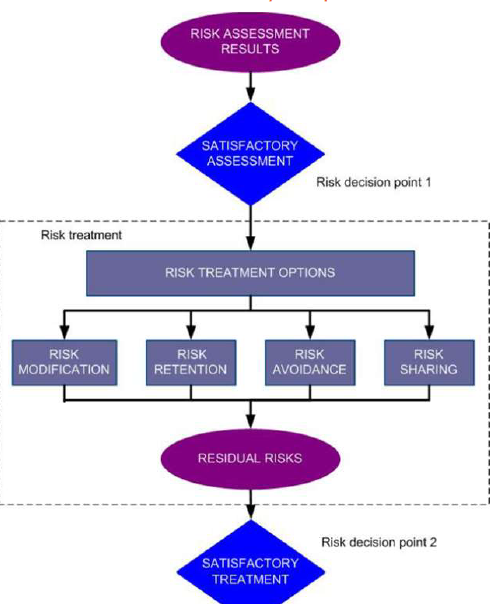 RISK ASSESSMENT
RESULTS
SATISFACTORY
ASSESSMENT
Risk decision point 1
Risk treatment
RISK TREATMENT OPTIONS
RISK
MODIFICATION
RISK
RETENTION
RISK
AVOIDANCE
RISK
SHARING
RESIDUAL RISKS
Risk decision point 2
SATISFACTORY
TREATMENT